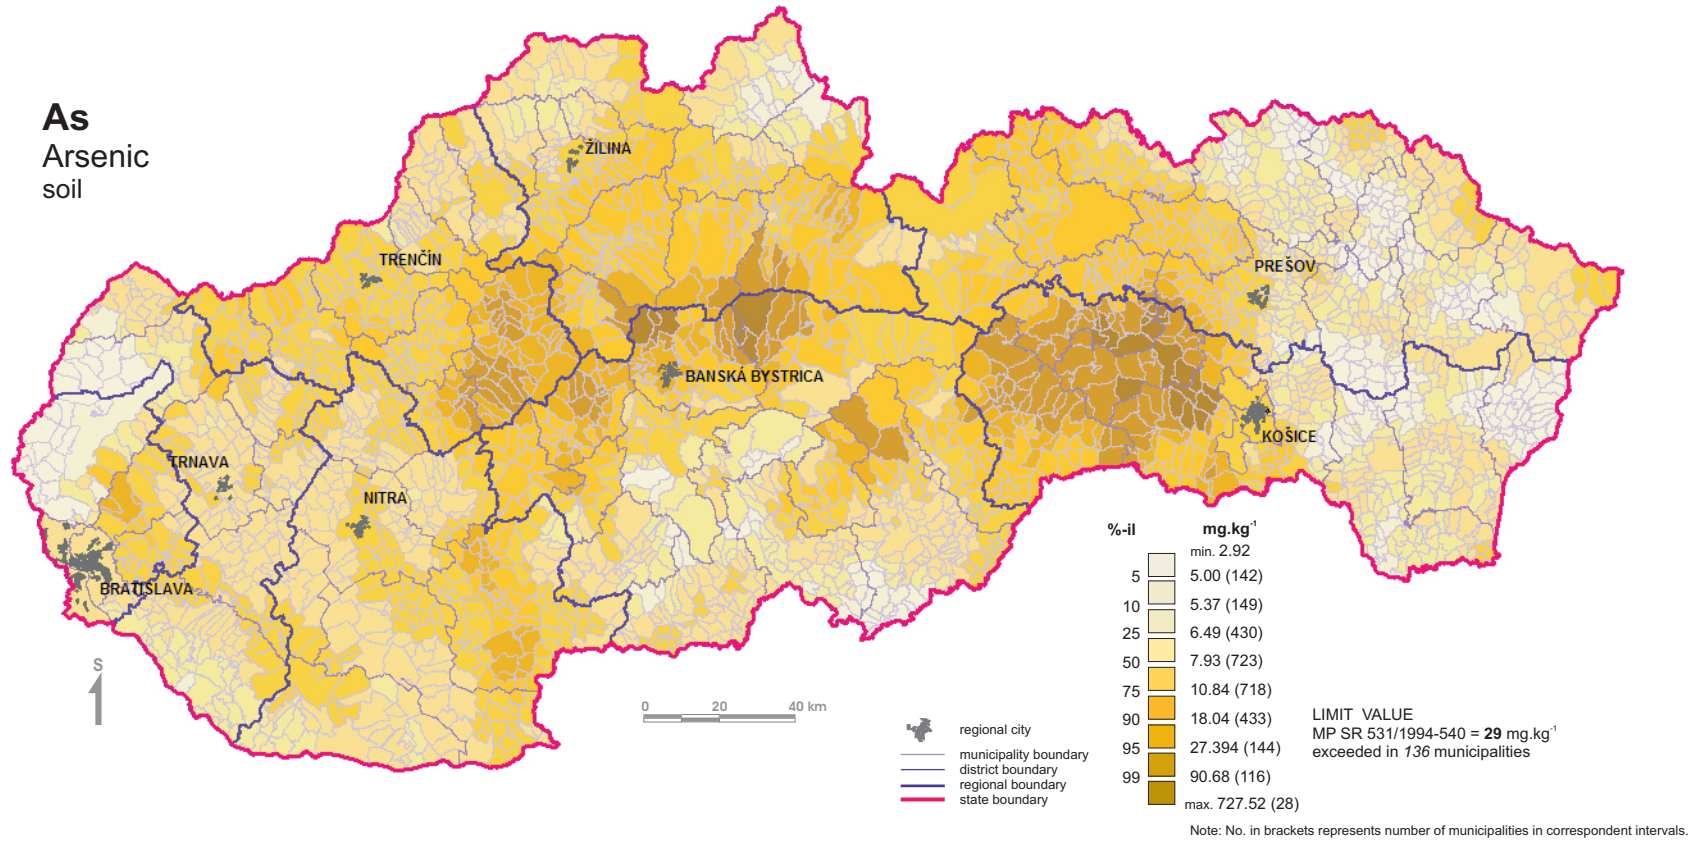 As
Arsenic
soil
ŽILINA
TRENČÍN
PREŠOV
BANSKÁ BYSTRICA
KOŠICE
TRNAVA
NITRA
BRATISLAVA
S
0 20 40 km
regional city
municipality boundary
district boundary
regional boundary
state boundary
%-il mg.kg⁻¹
min. 2.92
5 5.00 (142)
10 5.37 (149)
25 6.49 (430)
50 7.93 (723)
75 10.84 (718)
90 18.04 (433)
95 27.394 (144)
99 90.68 (116)
max. 727.52 (28)
LIMIT VALUE
MP SR 531/1994-540 = 29 mg.kg⁻¹
exceeded in 136 municipalities
Note: No. in brackets represents number of municipalities in correspondent intervals.